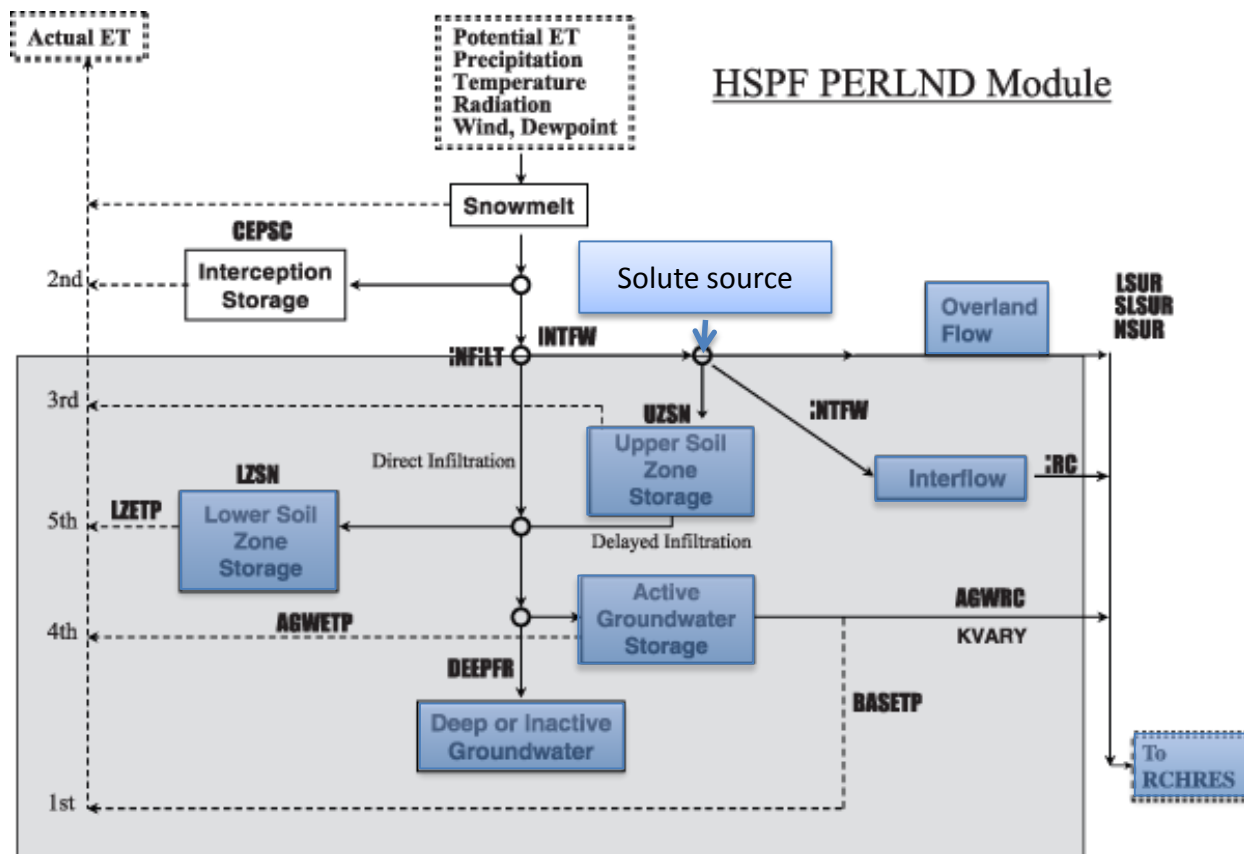 Actual ET
Potential ET
Precipitation
Temperature
Radiation
Wind, Dewpoint
HSPF PERLND Module
Snowmelt
CEPSC
2nd
Interception
Storage
Solute source
LSUR
SLSUR
NSUR
Overland
Flow
INTFW
INFILT
3rd
UZSN
INTFW
Upper Soil
Zone
Storage
Direct Infiltration
Interflow
IRC
LZSN
LZETP
5th
Lower Soil
Zone
Storage
Delayed Infiltration
Active
Groundwater
Storage
AGWRC
KVARY
4th
AGWETP
DEEPFR
BASETP
Deep or Inactive
Groundwater
To
RCHRES
1st